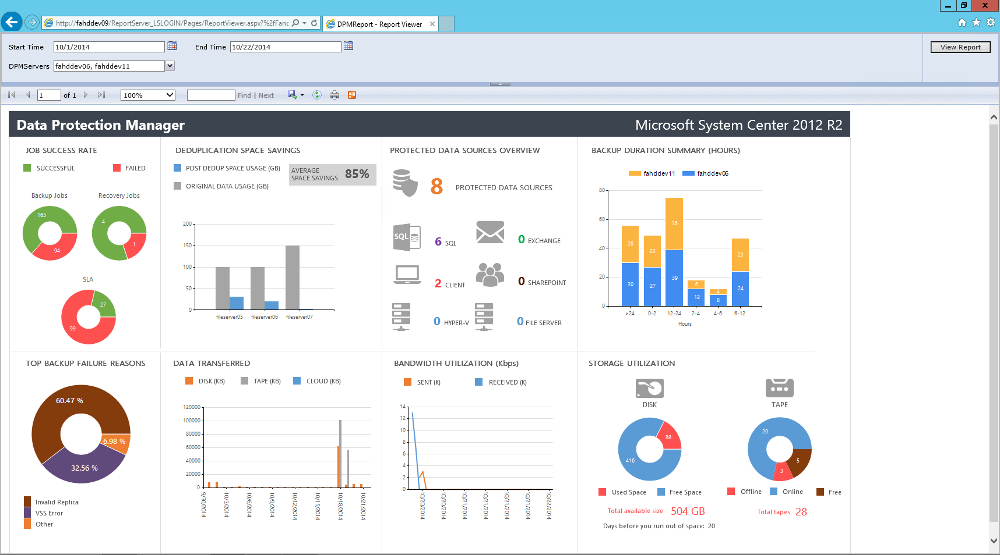 http://fahddev09/ReportServer_LSLOGIN/Pages/ReportViewer.aspx?%2fFanc
DPMReport - Report Viewer
Start Time 10/1/2014 End Time 10/22/2014 View Report
DPMServers fahddev06, fahddev11
1 of 1 100% Find | Next
Data Protection Manager Microsoft System Center 2012 R2
JOB SUCCESS RATE
SUCCESSFUL FAILED
Backup Jobs Recovery Jobs
163 4
94 1
SLA
27
99
DEDUPLICATION SPACE SAVINGS
POST DEDUP SPACE USAGE (GB)
ORIGINAL DATA USAGE (GB)
AVERAGE
SPACE SAVINGS 85%
200
150
100
50
0
fileserver05 fileserver06 fileserver07
PROTECTED DATA SOURCES OVERVIEW
8 PROTECTED DATA SOURCES
SQL
6 SQL 0 EXCHANGE
2 CLIENT 0 SHAREPOINT
0 HYPER-V 0 FILE SERVER
BACKUP DURATION SUMMARY (HOURS)
fahddev11 fahddev06
80
60
40
20
0
26 22 36 6 4 23
30 27 39 12 8 24
>24 0-2 12-24 2-4 4-6 6-12
Hours
TOP BACKUP FAILURE REASONS
60.47 %
6.98 %
32.56 %
Invalid Replica
VSS Error
Other
DATA TRANSFERRED
DISK (KB) TAPE (KB) CLOUD (KB)
120000
100000
80000
60000
40000
20000
0
9/30/2014 10/3/2014 10/6/2014 10/9/2014 10/12/2014 10/15/2014 10/18/2014 10/21/2014
BANDWIDTH UTILIZATION (Kbps)
SENT (K) RECEIVED (K)
14
12
10
8
6
4
2
0
10/20/2014 10/20/2014 10/21/2014 10/21/2014 10/21/2014 10/21/2014 10/22/2014
STORAGE UTILIZATION
DISK TAPE
88
416
20
5
3
Used Space Free Space Offline Online Free
Total available size 504 GB Total tapes 28
Days before you run out of space: 20